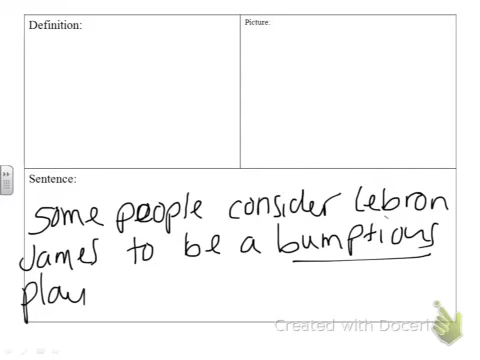 Definition:
Picture:
Sentence:
some people consider Lebron
James to be a bumptious
play
Created with Doceri